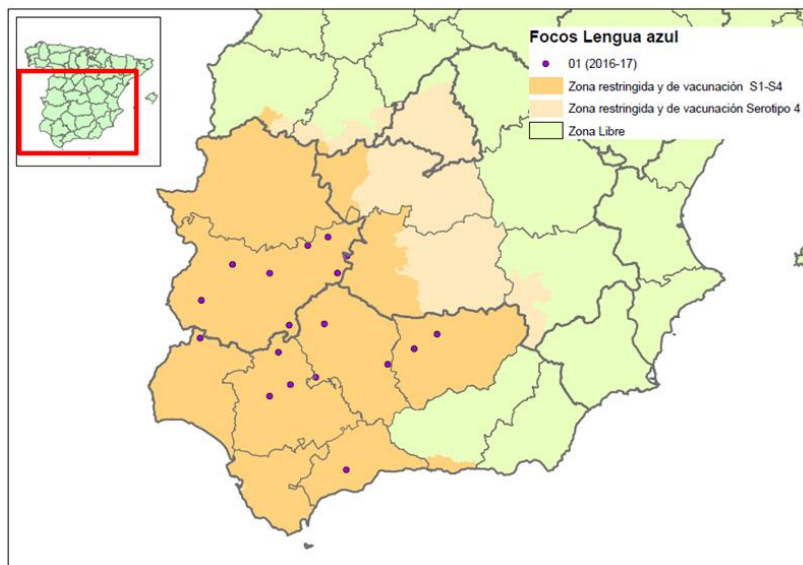 Focos Lengua azul
01 (2016-17)
Zona restringida y de vacunación S1-S4
Zona restringida y de vacunación Serotipo 4
Zona Libre